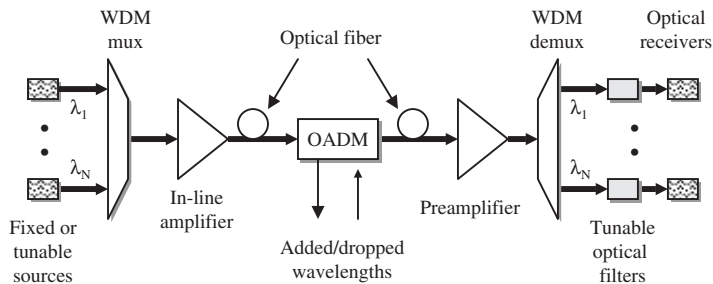 WDM
mux
Optical fiber
WDM
demux
Optical
receivers
λ1
λN
OADM
λ1
λN
In-line
amplifier
Preamplifier
Fixed or
tunable
sources
Added/dropped
wavelengths
Tunable
optical
filters